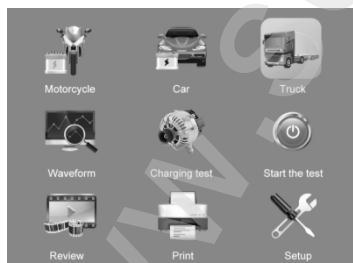 Motorcycle Car Truck
Waveform Charging test Start the test
Review Print Setup